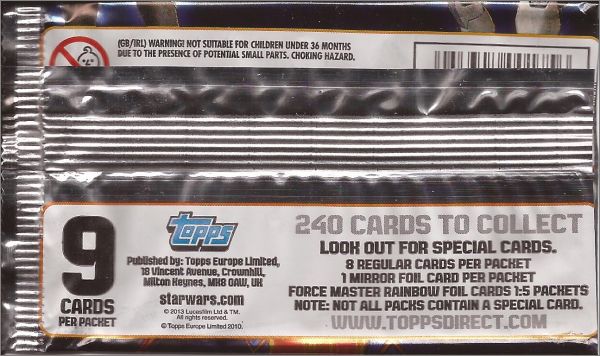 (GB/IRL) WARNING! NOT SUITABLE FOR CHILDREN UNDER 36 MONTHS
DUE TO THE PRESENCE OF POTENTIAL SMALL PARTS. CHOKING HAZARD.
9
CARDS
PER PACKET
Topps
Published by: Topps Europe Limited,
18 Vincent Avenue, Crownhill,
Milton Keynes, MK8 0AW, UK
starwars.com
© 2013 Lucasfilm Ltd & TM.
All rights reserved.
© Topps Europe Limited 2010.
240 CARDS TO COLLECT
LOOK OUT FOR SPECIAL CARDS.
8 REGULAR CARDS PER PACKET
1 MIRROR FOIL CARD PER PACKET
FORCE MASTER RAINBOW FOIL CARDS 1:5 PACKETS
NOTE: NOT ALL PACKS CONTAIN A SPECIAL CARD.
WWW.TOPPSDIRECT.COM